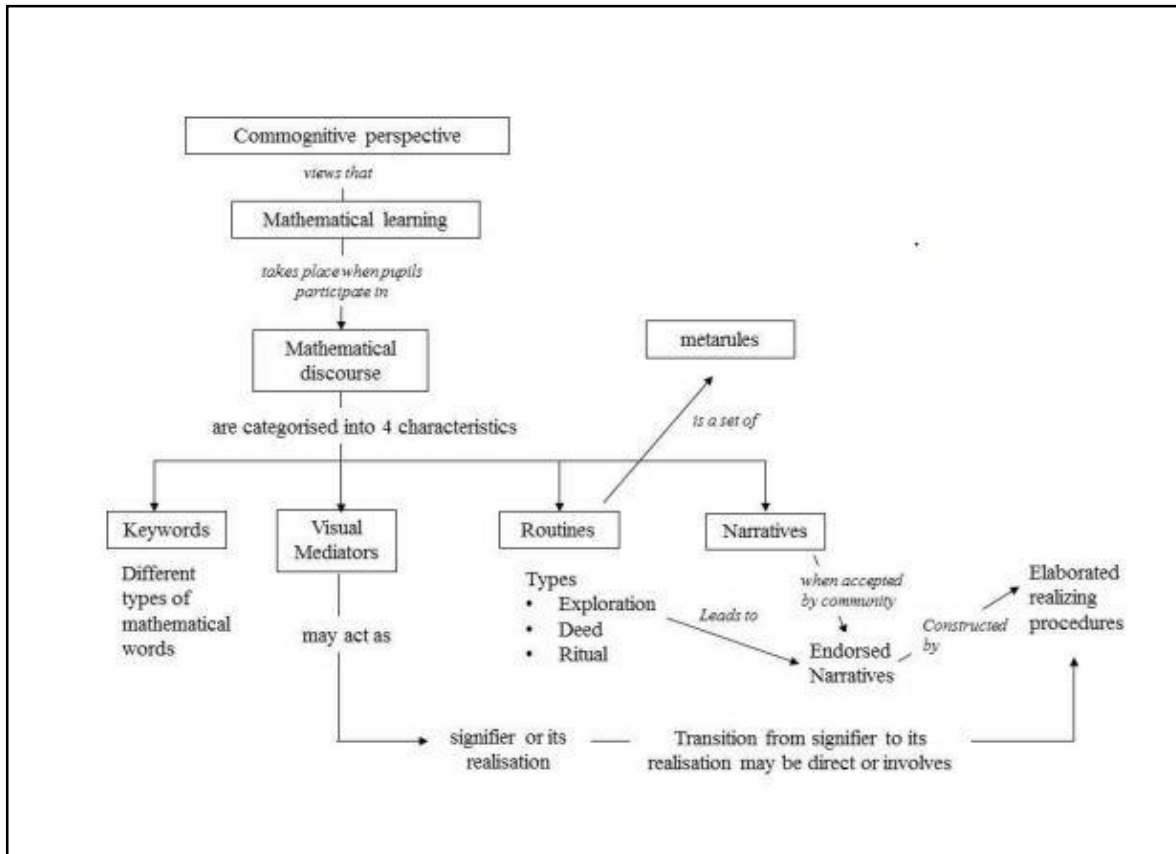 Commognitive perspective
views that
Mathematical learning
takes place when pupils
participate in
Mathematical
discourse
metarules
are categorised into 4 characteristics
is a set of
Keywords
Visual
Mediators
Routines
Narratives
Different
types of
mathematical
words
may act as
Types
• Exploration
• Deed
• Ritual
Leads to
when accepted
by community
Endorsed
Narratives
Constructed
by
Elaborated
realizing
procedures
signifier or its
realisation
Transition from signifier to its
realisation may be direct or involves